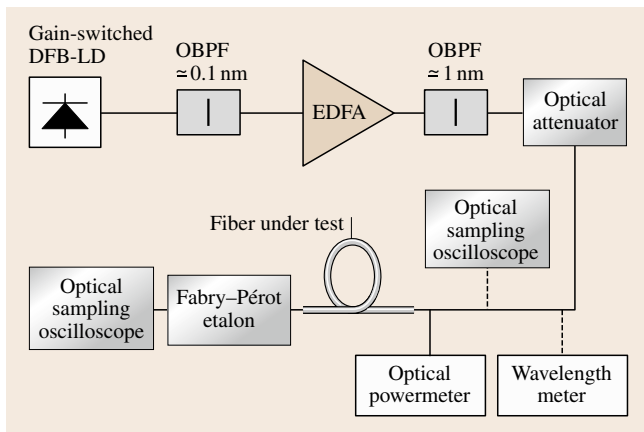 Gain-switched
DFB-LD
OBPF
≃ 0.1 nm
EDFA
OBPF
≃ 1 nm
Optical
attenuator
Fiber under test
Optical
sampling
oscilloscope
Optical
sampling
oscilloscope
Fabry–Pérot
etalon
Optical
powermeter
Wavelength
meter